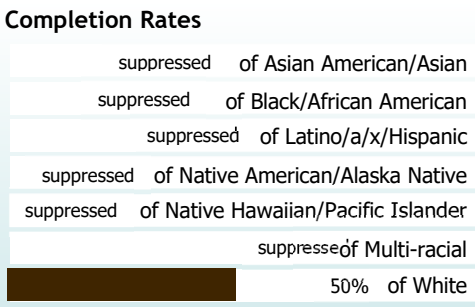 Completion Rates
suppressed of Asian American/Asian
suppressed of Black/African American
suppressed of Latino/a/x/Hispanic
suppressed of Native American/Alaska Native
suppressed of Native Hawaiian/Pacific Islander
suppressed of Multi-racial
50% of White